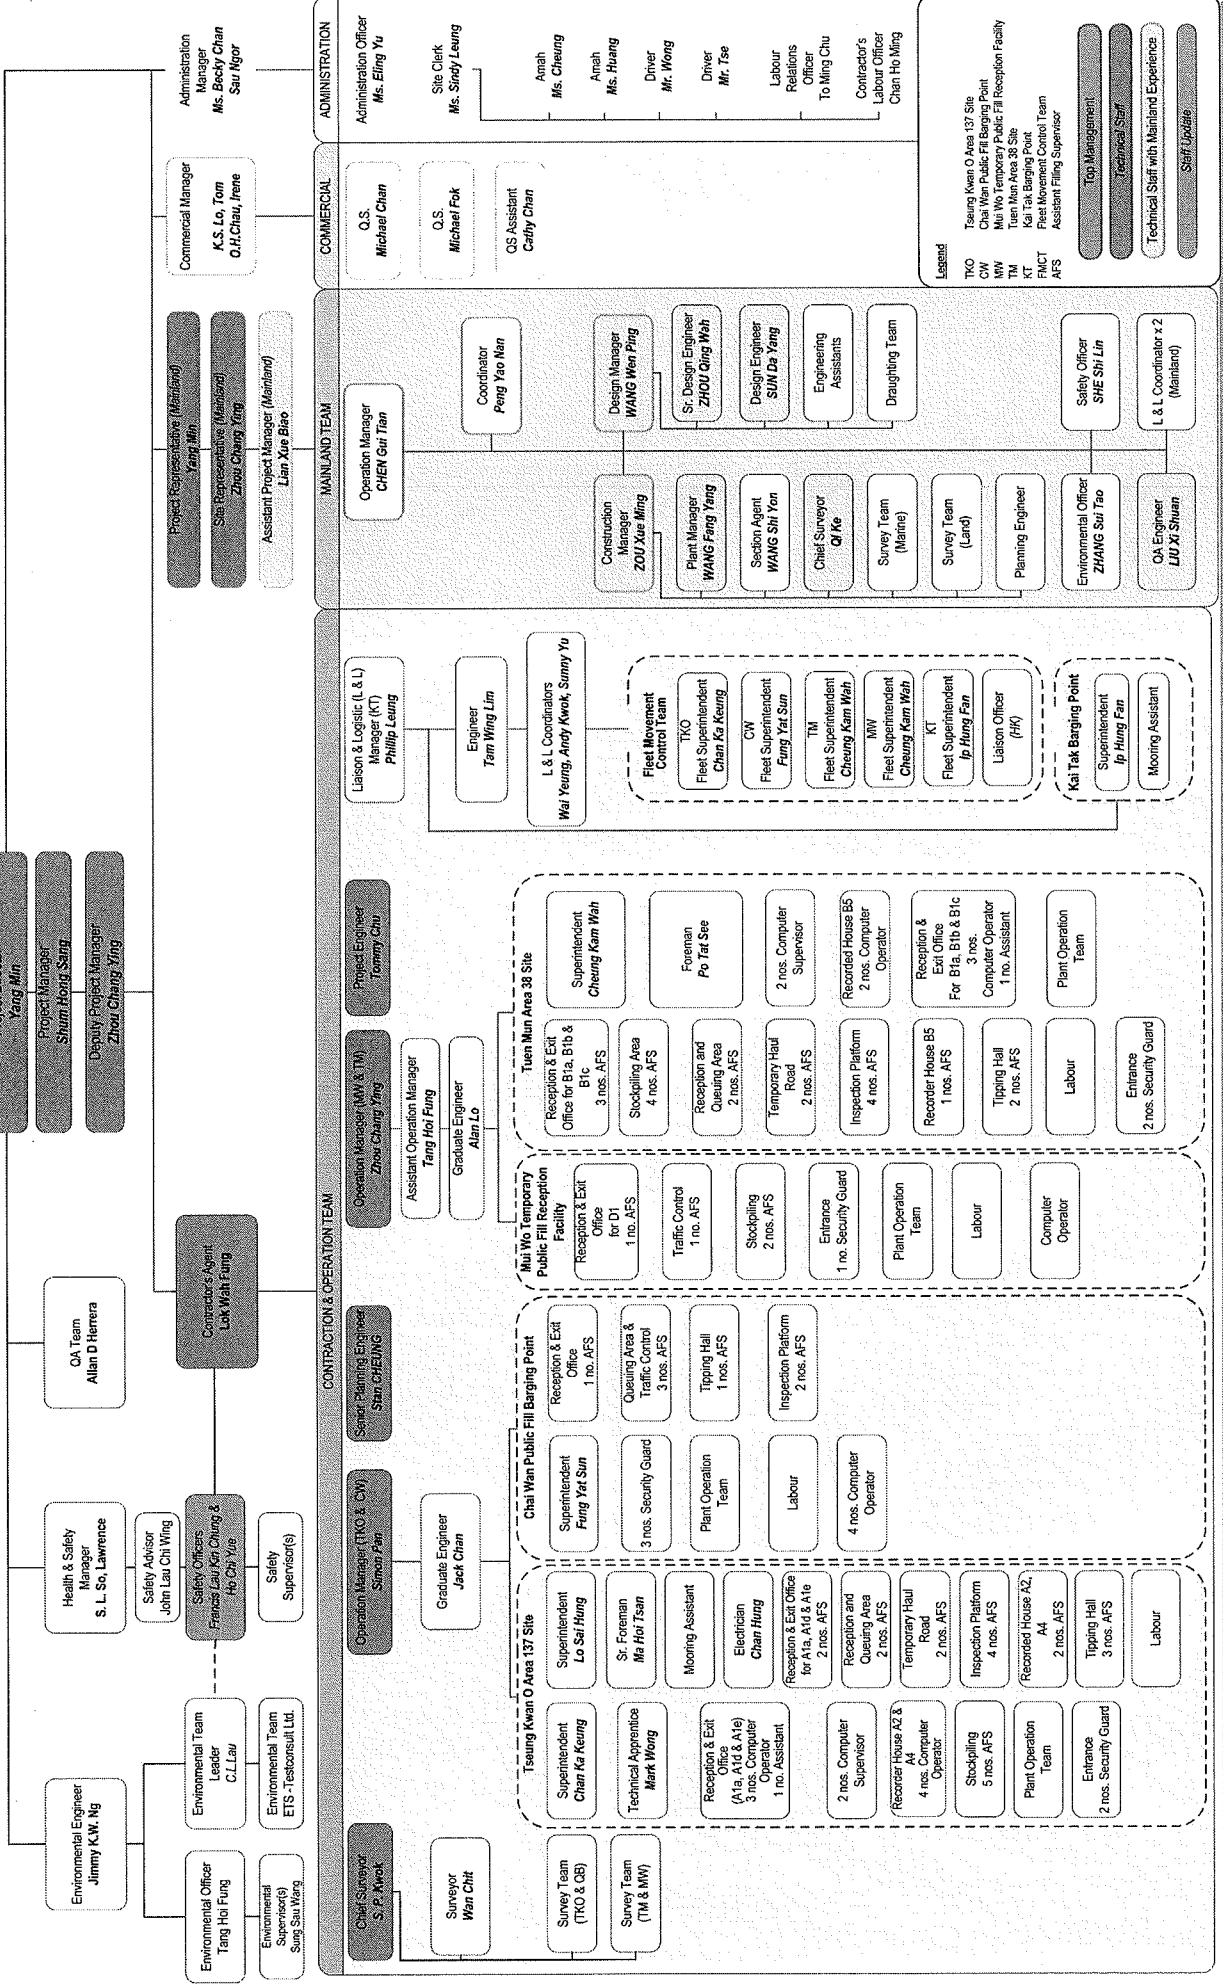 Yang Min
Project Manager
Shum Hong Sang
Deputy Project Manager
Zhou Chang Ying
Environmental Engineer
Jimmy K.W. Ng
Health & Safety
Manager
S. L. So, Lawrence
QA Team
Allan D Herrera
Environmental Officer
Tang Hoi Fung
Environmental
Supervisor(s)
Sung Sau Wang
Environmental Team
Leader
C.L.Lau
Environmental Team
ETS -Testconsult Ltd.
Safety Advisor
John Lau Chi Wing
Safety Officers
Francis Lau Kin Chung &
Ho Chi Yue
Safety
Supervisor(s)
Contractor's Agent
Lok Wah Fung
Project Representative (Mainland)
Yang Min
Site Representative (Mainland)
Zhou Chang Ying
Assistant Project Manager (Mainland)
Lian Xue Biao
Commercial Manager
K.S. Lo, Tom
O.H.Chau, Irene
Administration
Manager
Ms. Becky Chan
Sau Ngor
CONTRACTION & OPERATION TEAM
MAINLAND TEAM
COMMERCIAL
ADMINISTRATION
Chief Surveyor
S. P. Kwok
Surveyor
Wan Chit
Survey Team
(TKO & QB)
Survey Team
(TM & MW)
Operation Manager (TKO & CW)
Simon Pan
Graduate Engineer
Jack Chan
Senior Planning Engineer
Stan CHEUNG
Tseung Kwan O Area 137 Site
Superintendent
Chan Ka Keung
Technical Apprentice
Mark Wong
Reception & Exit
Office
(A1a, A1d & A1e)
3 nos. Computer
Operator
1 no. Assistant
2 nos. Computer
Supervisor
Recorder House A2 &
A4
4 nos. Computer
Operator
Stockpiling
5 nos. AFS
Plant Operation
Team
Entrance
2 nos. Security Guard
Superintendent
Lo Sai Hung
Sr. Foreman
Ma Hoi Tsan
Mooring Assistant
Electrician
Chan Hung
Reception & Exit Office
for A1a, A1d & A1e
2 nos. AFS
Reception and
Queuing Area
2 nos. AFS
Temporary Haul
Road
2 nos. AFS
Inspection Platform
4 nos. AFS
Recorded House A2,
A4
2 nos. AFS
Tipping Hall
3 nos. AFS
Labour
Chai Wan Public Fill Barging Point
Superintendent
Fung Yat Sun
3 nos. Security Guard
Plant Operation
Team
Labour
4 nos. Computer
Operator
Reception & Exit
Office
1 no. AFS
Queuing Area &
Traffic Control
3 nos. AFS
Tipping Hall
1 nos. AFS
Inspection Platform
2 nos. AFS
Operation Manager (MW & TM)
Zhou Chang Ying
Assistant Operation Manager
Tang Hoi Fung
Graduate Engineer
Alan Lo
Project Engineer
Tommy Chu
Mui Wo Temporary
Public Fill Reception
Facility
Reception & Exit
Office
for D1
1 no. AFS
Traffic Control
1 no. AFS
Stockpiling
2 nos. AFS
Entrance
1 no. Security Guard
Plant Operation
Team
Labour
Computer
Operator
Tuen Mun Area 38 Site
Reception & Exit
Office for B1a, B1b &
B1c
3 nos. AFS
Stockpiling Area
4 nos. AFS
Reception and
Queuing Area
2 nos. AFS
Temporary Haul
Road
2 nos. AFS
Inspection Platform
4 nos. AFS
Recorder House B5
1 nos. AFS
Tipping Hall
2 nos. AFS
Labour
Entrance
2 nos. Security Guard
Superintendent
Cheung Kam Wah
Foreman
Po Tat See
2 nos. Computer
Supervisor
Recorded House B5
2 nos. Computer
Operator
Reception &
Exit Office
For B1a, B1b & B1c
3 nos.
Computer Operator
1 no. Assistant
Plant Operation
Team
Liaison & Logistic (L & L)
Manager (KT)
Phillip Leung
Engineer
Tam Wing Lim
L & L Coordinators
Wai Yeung, Andy Kwok, Sunny Yu
Fleet Movement
Control Team
TKO
Fleet Superintendent
Chan Ka Keung
CW
Fleet Superintendent
Fung Yat Sun
TM
Fleet Superintendent
Cheung Kam Wah
MW
Fleet Superintendent
Cheung Kam Wah
KT
Fleet Superintendent
Ip Hung Fan
Liaison Officer
(HK)
Kai Tak Barging Point
Superintendent
Ip Hung Fan
Mooring Assistant
Operation Manager
CHEN Gui Tian
Coordinator
Peng Yao Nan
Construction
Manager
ZOU Xue Ming
Plant Manager
WANG Fang Yang
Section Agent
WANG Shi Yon
Chief Surveyor
QI Ke
Survey Team
(Marine)
Survey Team
(Land)
Planning Engineer
Environmental Officer
ZHANG Sui Tao
QA Engineer
LIU Xi Shuan
Design Manager
WANG Wen Ping
Sr. Design Engineer
ZHOU Qing Wah
Design Engineer
SUN Da Yang
Engineering
Assistants
Draughting Team
Safety Officer
SHE Shi Lin
L & L Coordinator x 2
(Mainland)
Q.S.
Michael Chan
Q.S.
Michael Fok
QS Assistant
Cathy Chan
Administration Officer
Ms. Eling Yu
Site Clerk
Ms. Sindy Leung
Amah
Ms. Cheung
Amah
Ms. Huang
Driver
Mr. Wong
Driver
Mr. Tse
Labour
Relations
Officer
To Ming Chu
Contractor's
Labour Officer
Chan Ho Ming
Legend
TKO Tseung Kwan O Area 137 Site
CW Chai Wan Public Fill Barging Point
MW Mui Wo Temporary Public Fill Reception Facility
TM Tuen Mun Area 38 Site
KT Kai Tak Barging Point
FMCT Fleet Movement Control Team
AFS Assistant Filling Supervisor
Top Management
Technical Staff
Technical Staff with Mainland Experience
Staff Update